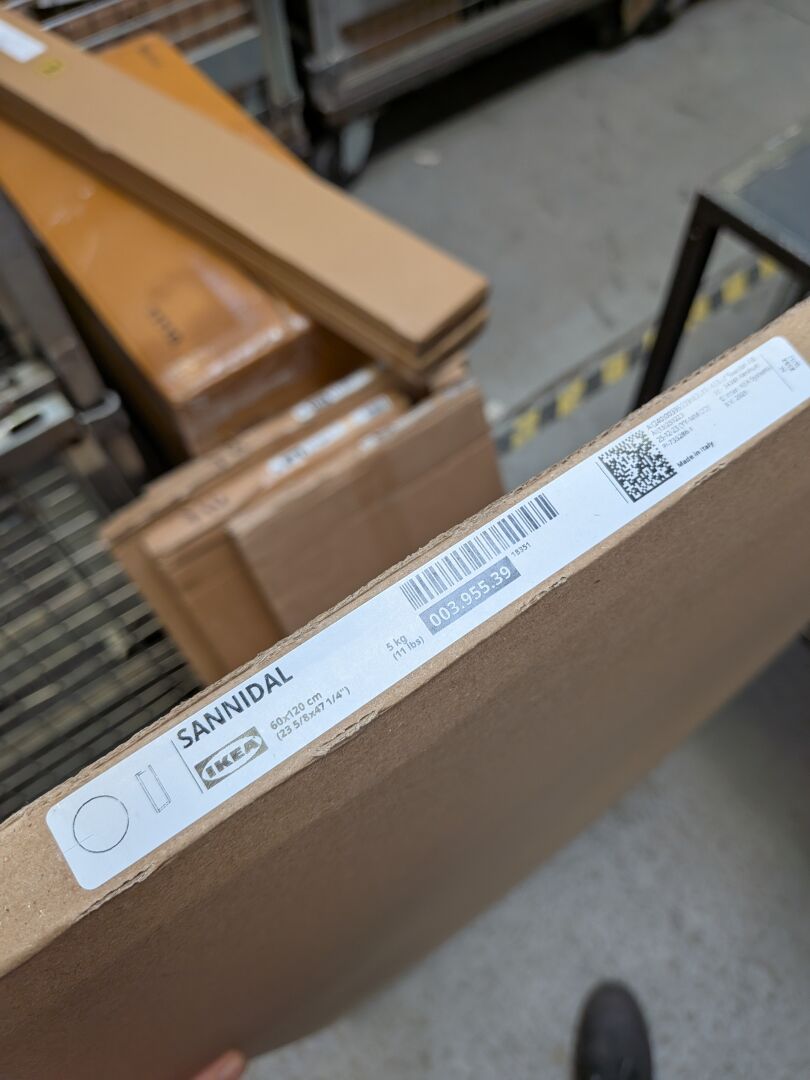 SANNIDAL
IKEA
60x120 cm
(23 5/8x47 1/4")
5 kg
(11 lbs)
003.955.39
18351
Made in Italy